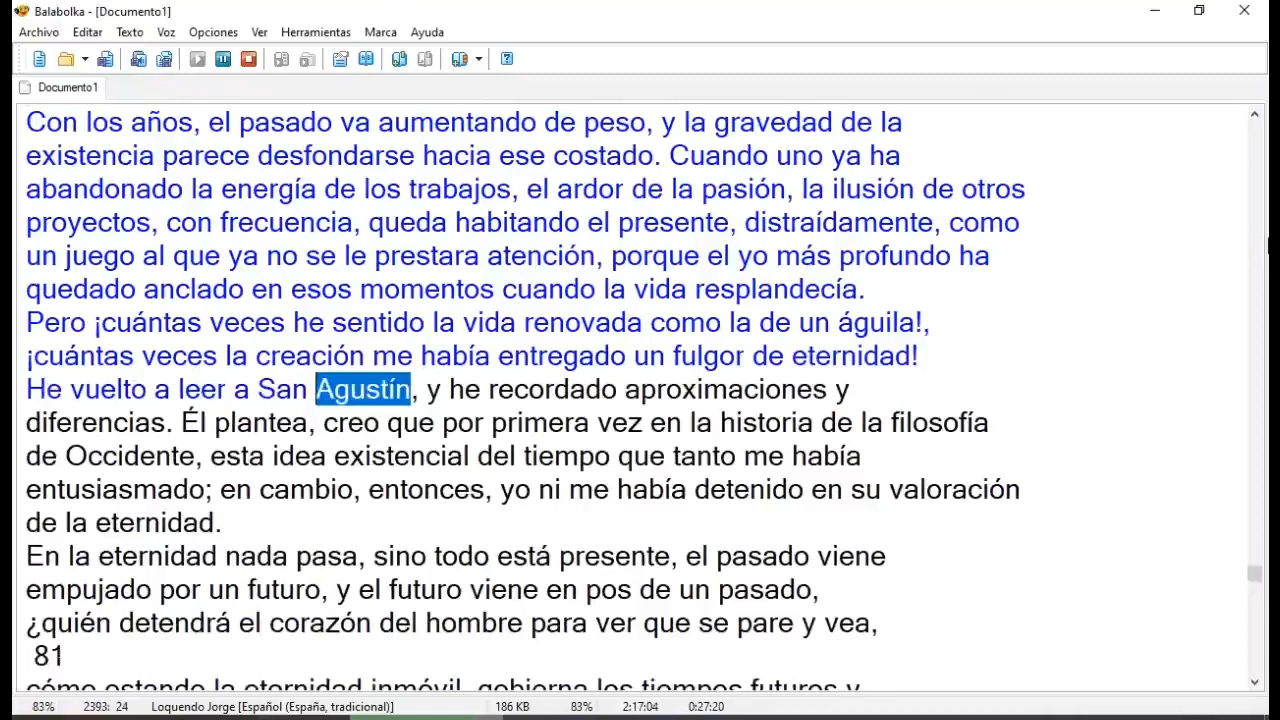 Balabolka - [Documento1]
Archivo Editar Texto Voz Opciones Ver Herramientas Marca Ayuda
Documento1
Con los años, el pasado va aumentando de peso, y la gravedad de la
existencia parece desfondarse hacia ese costado. Cuando uno ya ha
abandonado la energía de los trabajos, el ardor de la pasión, la ilusión de otros
proyectos, con frecuencia, queda habitando el presente, distraídamente, como
un juego al que ya no se le prestara atención, porque el yo más profundo ha
quedado anclado en esos momentos cuando la vida resplandecía.
Pero ¡cuántas veces he sentido la vida renovada como la de un águila!,
¡cuántas veces la creación me había entregado un fulgor de eternidad!
He vuelto a leer a San Agustín, y he recordado aproximaciones y
diferencias. Él plantea, creo que por primera vez en la historia de la filosofía
de Occidente, esta idea existencial del tiempo que tanto me había
entusiasmado; en cambio, entonces, yo ni me había detenido en su valoración
de la eternidad.
En la eternidad nada pasa, sino todo está presente, el pasado viene
empujado por un futuro, y el futuro viene en pos de un pasado,
¿quién detendrá el corazón del hombre para ver que se pare y vea,
81
cómo estando la eternidad inmóvil, gobierna los tiempos futuros y
83% 2393: 24 Loquendo Jorge [Español (España, tradicional)] 186 KB 83% 2:17:04 0:27:20